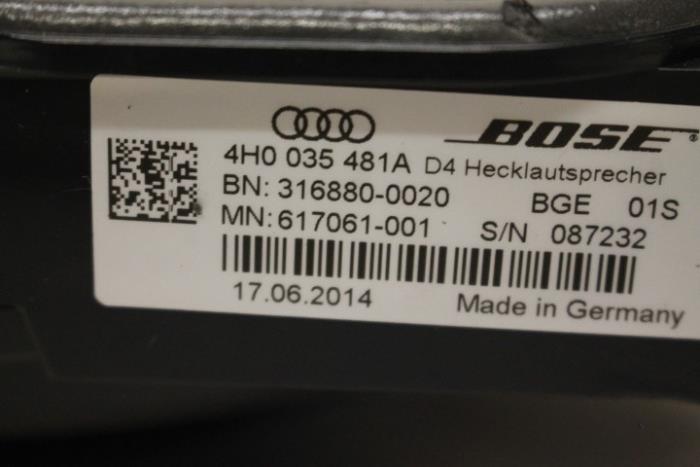 BOSE®
4H0 035 481A D4 Hecklautsprecher
BN: 316880-0020 BGE 01S
MN: 617061-001 S/N 087232
17.06.2014 Made in Germany